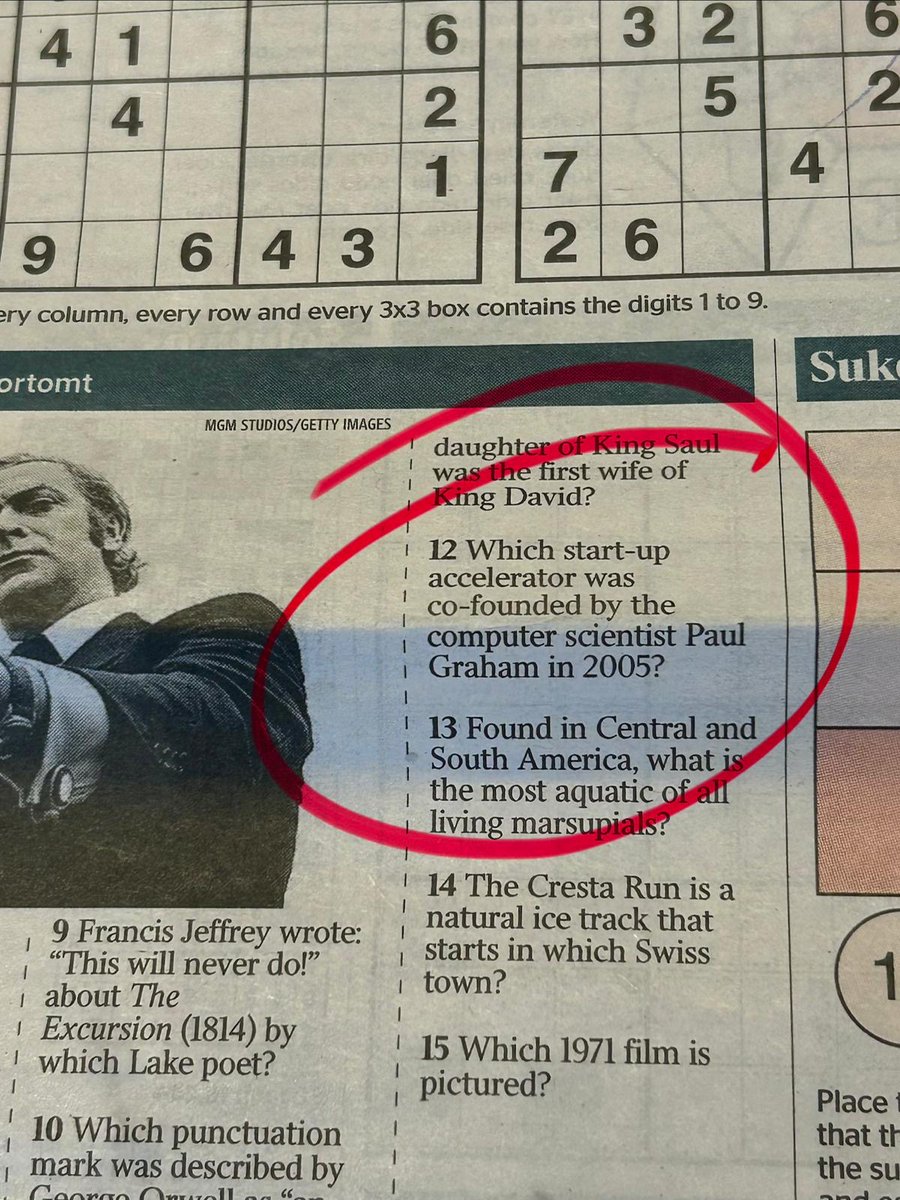 4 1 6
4 2
1
9 6 4 3
3 2 6
5 2
7 4
2 6
ery column, every row and every 3x3 box contains the digits 1 to 9.
ortomt
MGM STUDIOS/GETTY IMAGES
9 Francis Jeffrey wrote:
“This will never do!”
about The
Excursion (1814) by
which Lake poet?
10 Which punctuation
mark was described by
George Orwell as “an
daughter of King Saul
was the first wife of
King David?
12 Which start-up
accelerator was
co-founded by the
computer scientist Paul
Graham in 2005?
13 Found in Central and
South America, what is
the most aquatic of all
living marsupials?
14 The Cresta Run is a
natural ice track that
starts in which Swiss
town?
15 Which 1971 film is
pictured?
Suko
1
Place
that th
the su